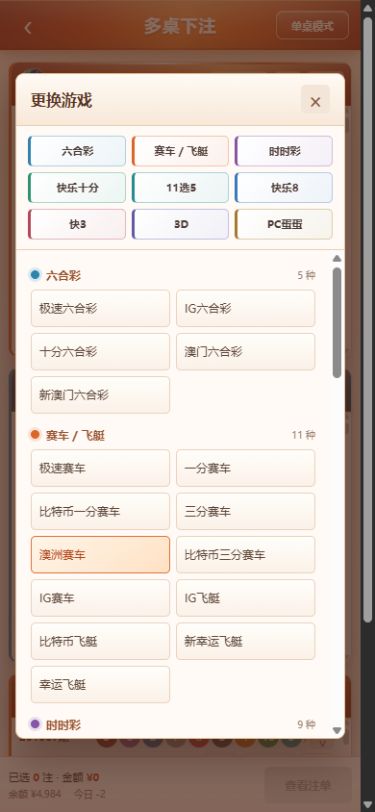 多桌下注
单桌模式
更换游戏
六合彩
赛车 / 飞艇
时时彩
快乐十分
11选5
快乐8
快3
3D
PC蛋蛋
六合彩 5 种
极速六合彩
IG六合彩
十分六合彩
澳门六合彩
新澳门六合彩
赛车 / 飞艇 11 种
极速赛车
一分赛车
比特币一分赛车
三分赛车
澳洲赛车
比特币三分赛车
IG赛车
IG飞艇
比特币飞艇
新幸运飞艇
幸运飞艇
时时彩 9 种
已选 0 注 · 金额 ¥0
余额 ¥4,984 今日 -2
查看注单